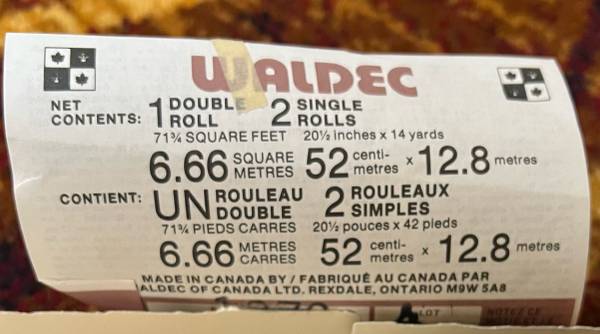 WALDEC
NET CONTENTS: 1 DOUBLE ROLL 2 SINGLE ROLLS
71¾ SQUARE FEET 20½ inches x 14 yards
6.66 SQUARE METRES 52 centi-metres x 12.8 metres
CONTIENT: UN ROULEAU DOUBLE 2 ROULEAUX SIMPLES
71¾ PIEDS CARRES 20½ pouces x 42 pieds
6.66 METRES CARRES 52 centi-metres x 12.8 metres
MADE IN CANADA BY / FABRIQUÉ AU CANADA PAR
ALDEC OF CANADA LTD. REXDALE, ONTARIO M9W 5A8
LOT NOTEZ CE